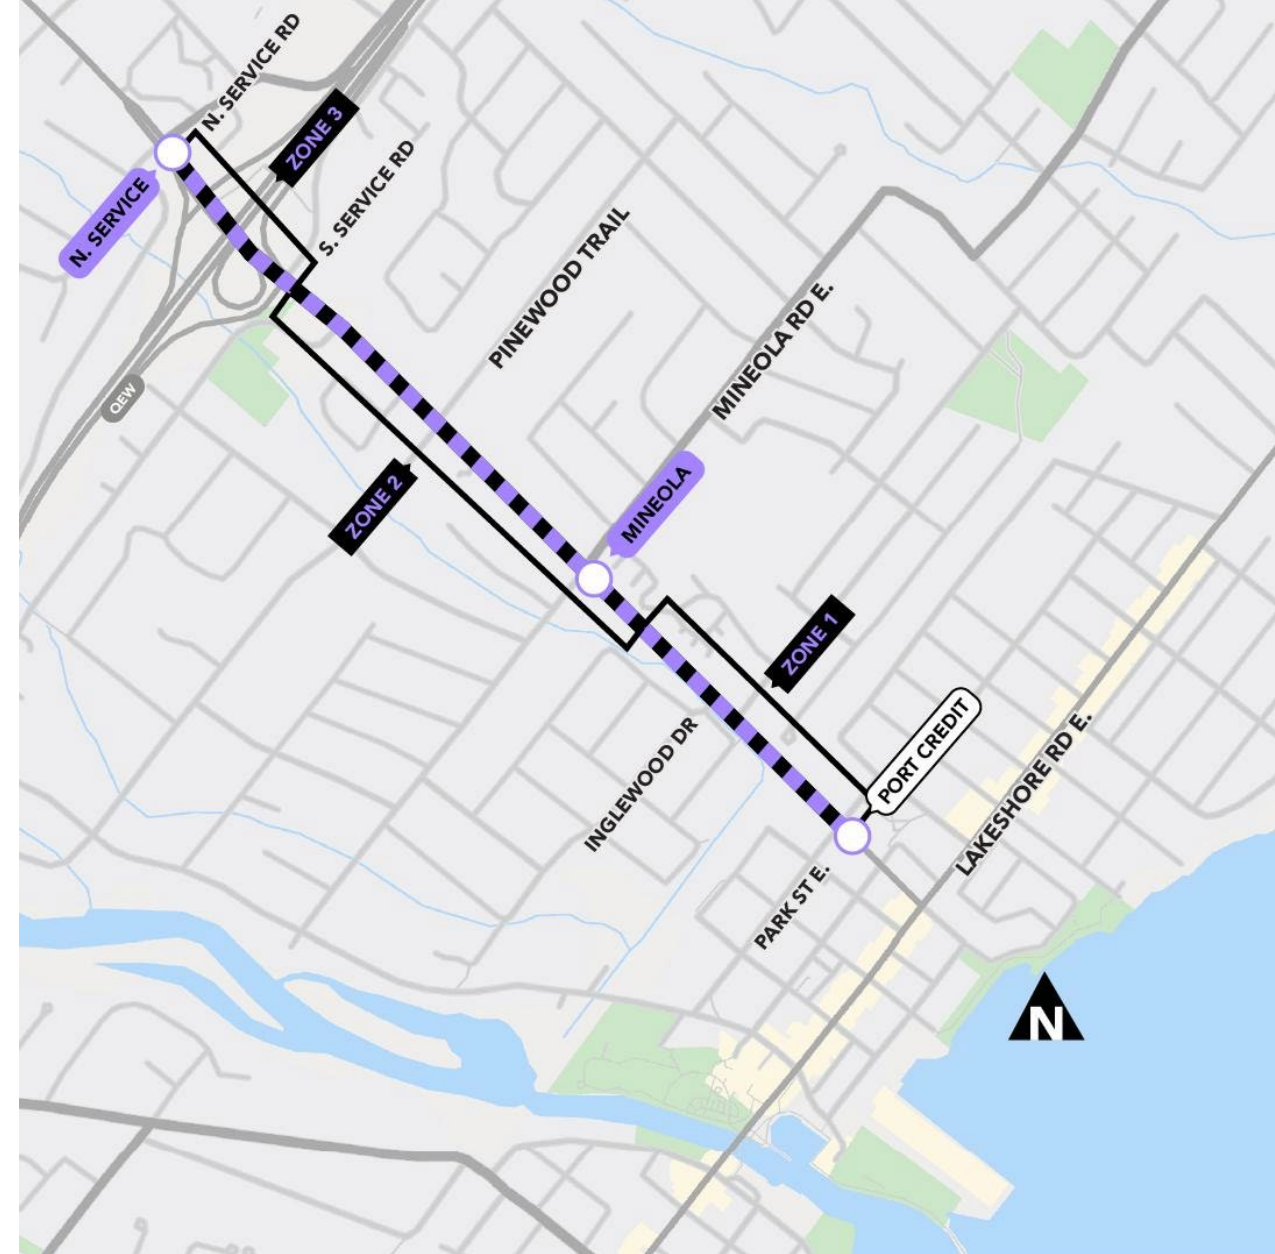 N. SERVICE RD
ZONE 3
S. SERVICE RD
N. SERVICE
PINEWOOD TRAIL
MINEOLA RD E.
QEW
ZONE 2
MINEOLA
ZONE 1
PORT CREDIT
INGLEWOOD DR
LAKESHORE RD E.
PARK ST E.
N